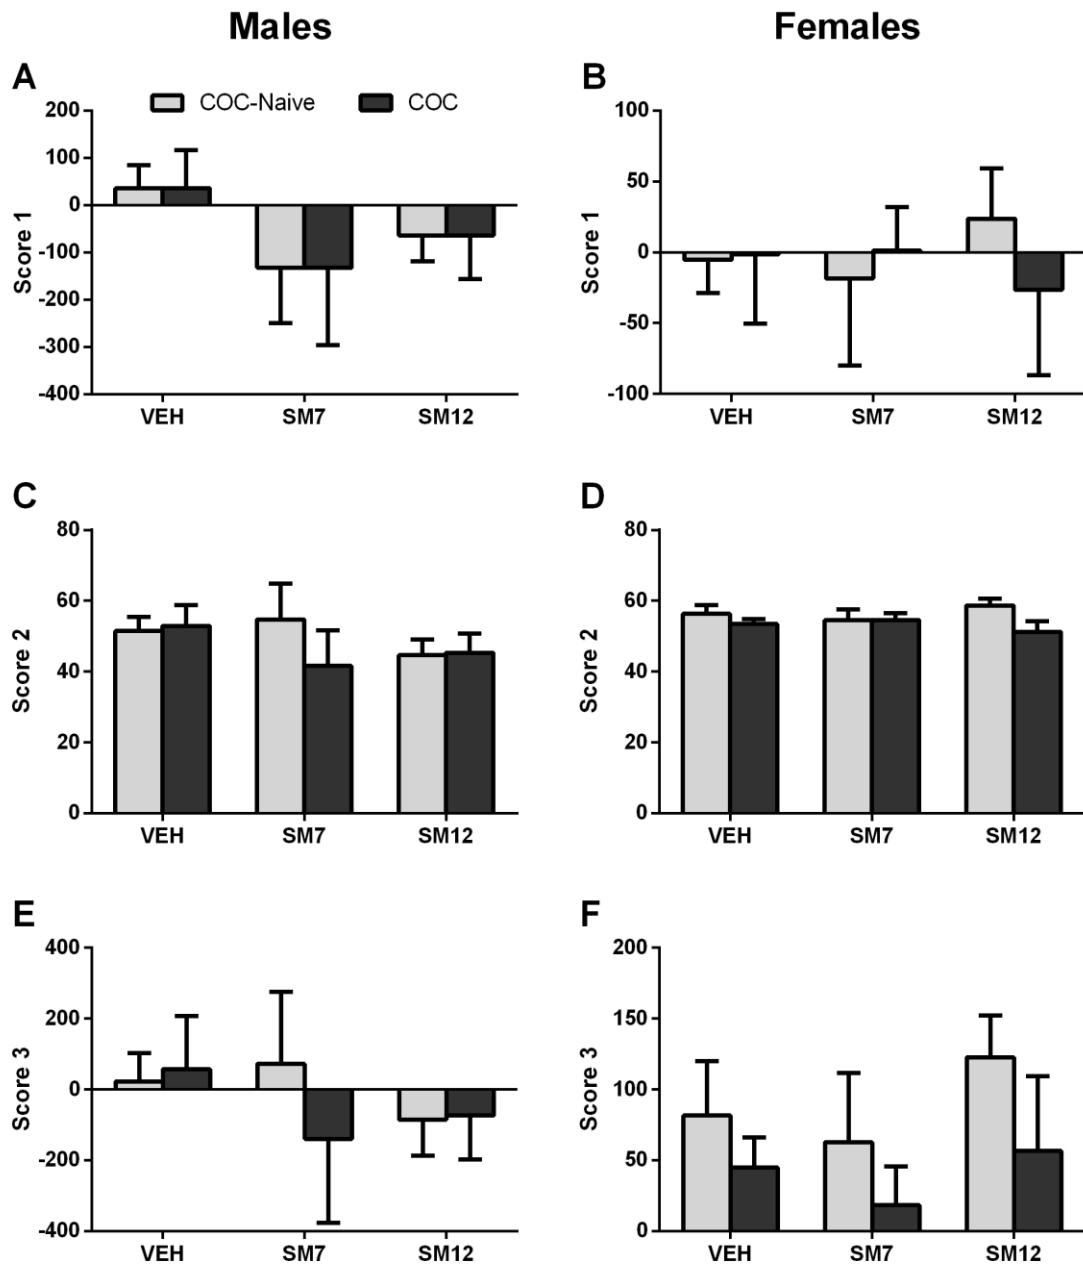 Males
Females
A
COC-Naive
COC
200
100
0
-100
-200
-300
-400
Score 1
VEH
SM7
SM12
B
100
50
0
-50
-100
Score 1
VEH
SM7
SM12
C
80
60
40
20
0
Score 2
VEH
SM7
SM12
D
80
60
40
20
0
Score 2
VEH
SM7
SM12
E
400
200
0
-200
-400
Score 3
VEH
SM7
SM12
F
200
150
100
50
0
Score 3
VEH
SM7
SM12